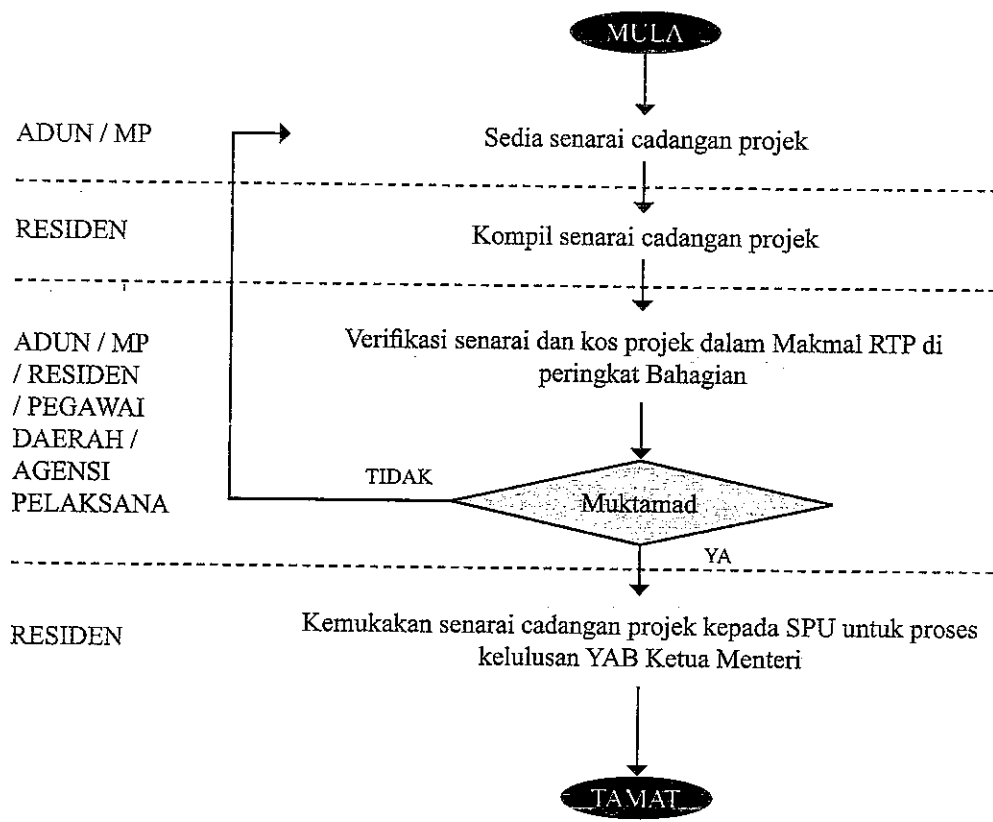 MULA
ADUN / MP
Sedia senarai cadangan projek
RESIDEN
Kompil senarai cadangan projek
ADUN / MP
/ RESIDEN
/ PEGAWAI
DAERAH /
AGENSI
PELAKSANA
Verifikasi senarai dan kos projek dalam Makmal RTP di
peringkat Bahagian
TIDAK
Muktamad
YA
RESIDEN
Kemukakan senarai cadangan projek kepada SPU untuk proses
kelulusan YAB Ketua Menteri
TAMAT